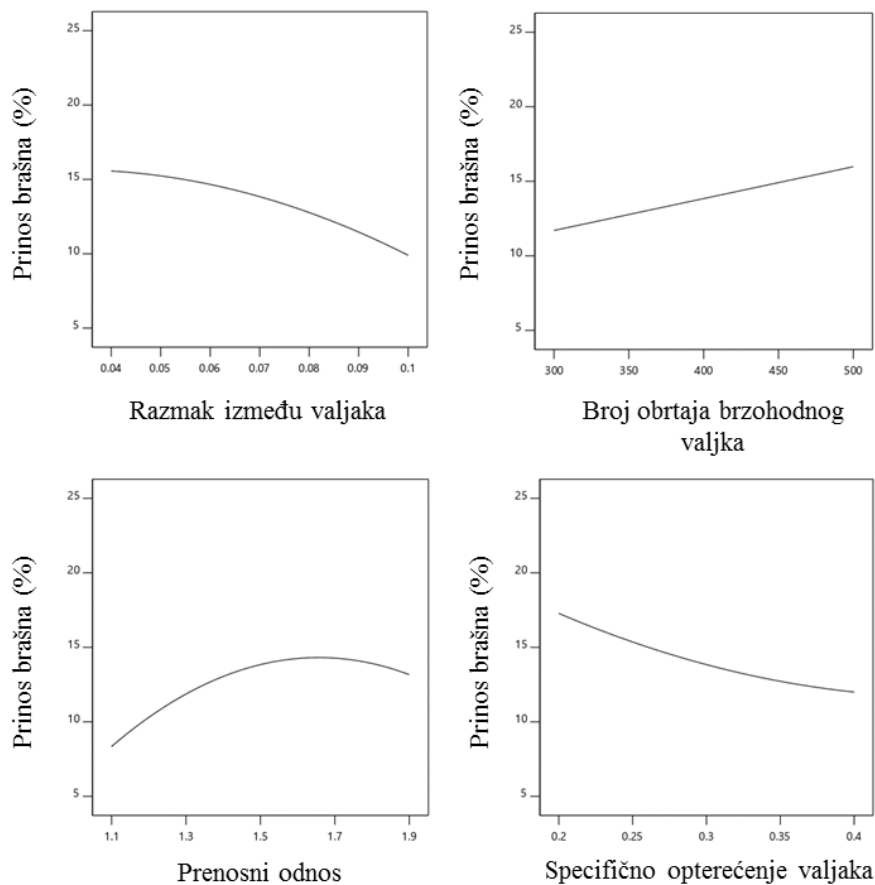 Prinos brašna (%)
25
20
15
10
5
0.04 0.05 0.06 0.07 0.08 0.09 0.1
Razmak između valjaka
Prinos brašna (%)
25
20
15
10
5
300 350 400 450 500
Broj obrtaja brzohodnog
valjka
Prinos brašna (%)
25
20
15
10
5
1.1 1.3 1.5 1.7 1.9
Prenosni odnos
Prinos brašna (%)
25
20
15
10
5
0.2 0.25 0.3 0.35 0.4
Specifično opterećenje valjaka